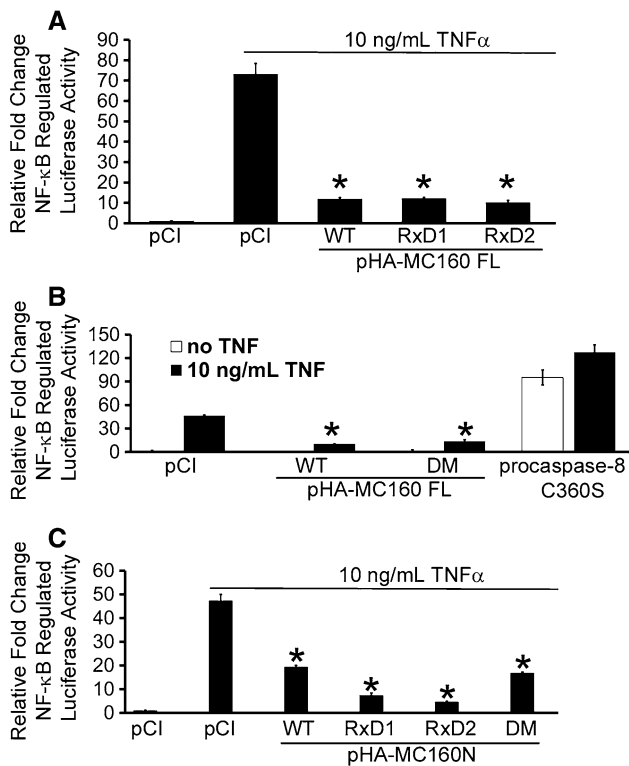 A
Relative Fold Change
NF-κB Regulated
Luciferase Activity
90
80
70
60
50
40
30
20
10
0
10 ng/mL TNFα
* * *
pCI pCI WT RxD1 RxD2
pHA-MC160 FL
B
Relative Fold Change
NF-κB Regulated
Luciferase Activity
150
120
90
60
30
0
no TNF
10 ng/mL TNF
* *
pCI WT DM procaspase-8
pHA-MC160 FL C360S
C
Relative Fold Change
NF-κB Regulated
Luciferase Activity
60
50
40
30
20
10
0
10 ng/mL TNFα
* * * *
pCI pCI WT RxD1 RxD2 DM
pHA-MC160N